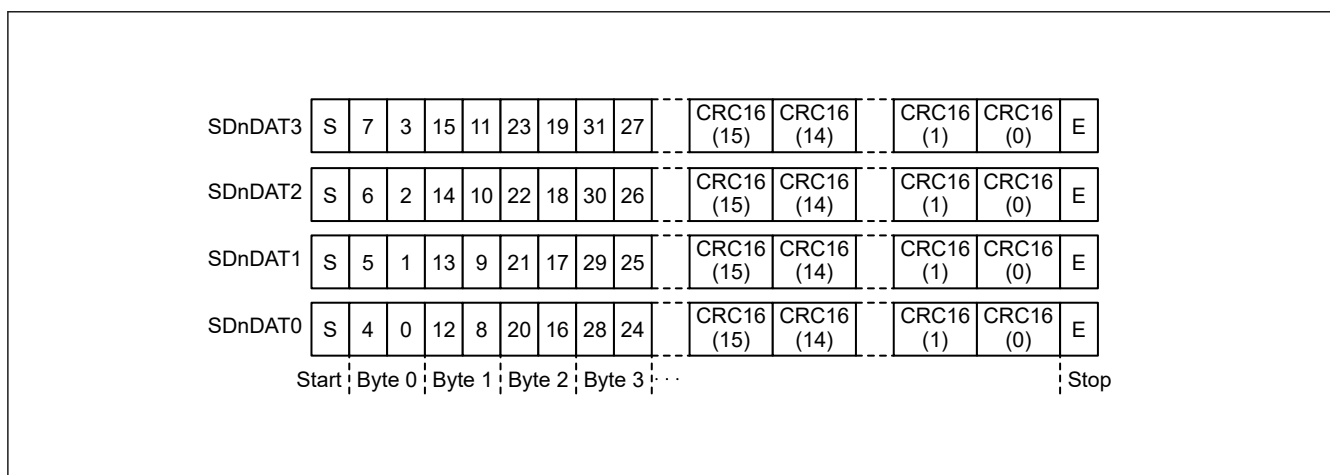 SDnDAT3 S 7 3 15 11 23 19 31 27 CRC16 (15) CRC16 (14) CRC16 (1) CRC16 (0) E
SDnDAT2 S 6 2 14 10 22 18 30 26 CRC16 (15) CRC16 (14) CRC16 (1) CRC16 (0) E
SDnDAT1 S 5 1 13 9 21 17 29 25 CRC16 (15) CRC16 (14) CRC16 (1) CRC16 (0) E
SDnDAT0 S 4 0 12 8 20 16 28 24 CRC16 (15) CRC16 (14) CRC16 (1) CRC16 (0) E
Start Byte 0 Byte 1 Byte 2 Byte 3 · · · Stop